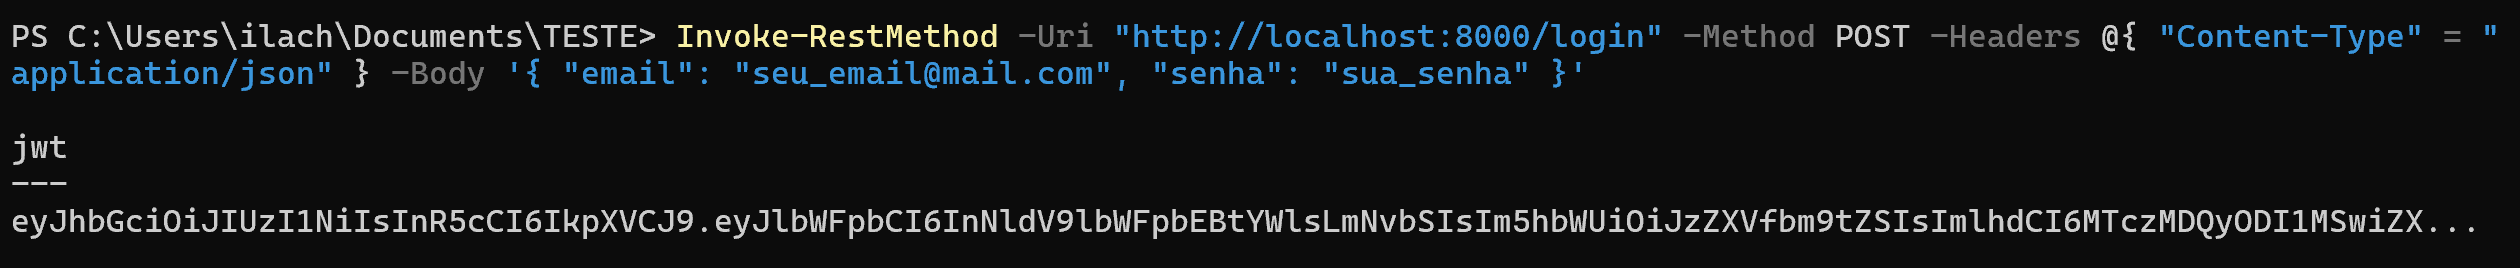 PS C:\Users\ilach\Documents\TESTE> Invoke-RestMethod -Uri "http://localhost:8000/login" -Method POST -Headers @{ "Content-Type" = "
application/json" } -Body '{ "email": "seu_email@mail.com", "senha": "sua_senha" }'
jwt
---
eyJhbGciOiJIUzI1NiIsInR5cCI6IkpXVCJ9.eyJlbWFpbCI6InNldV9lbWFpbEBtYWlsLmNvbSIsIm5hbWUiOiJzZXVfbm9tZSIsImlhdCI6MTczMDQyODI1MSwiZX...